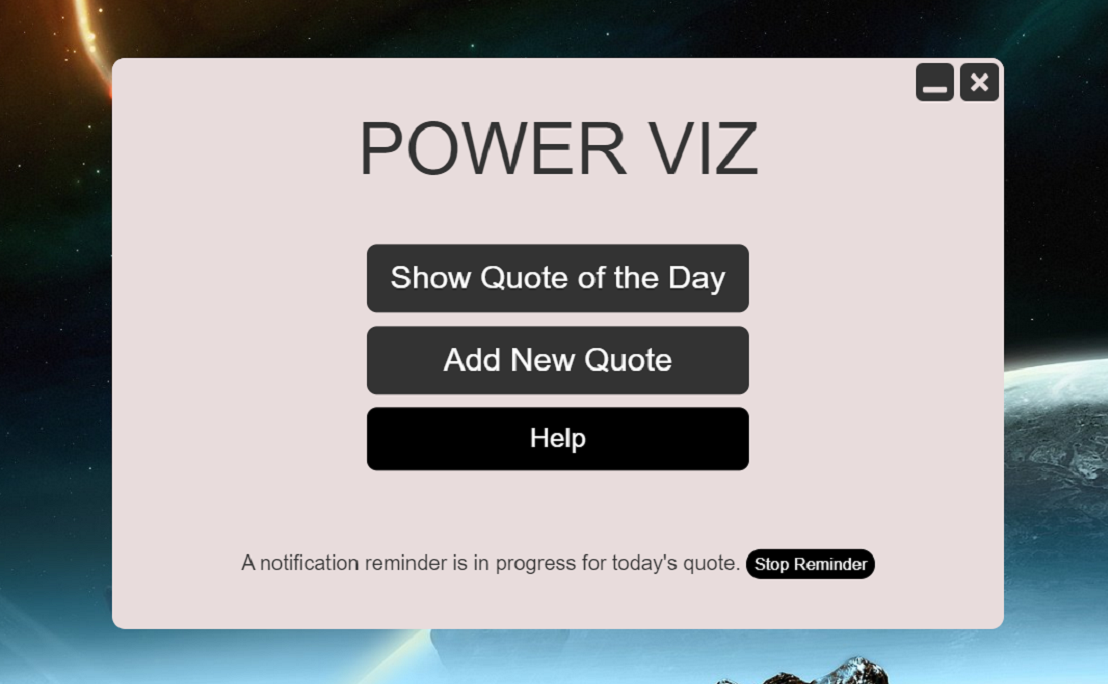 POWER VIZ
Show Quote of the Day
Add New Quote
Help
A notification reminder is in progress for today's quote. Stop Reminder